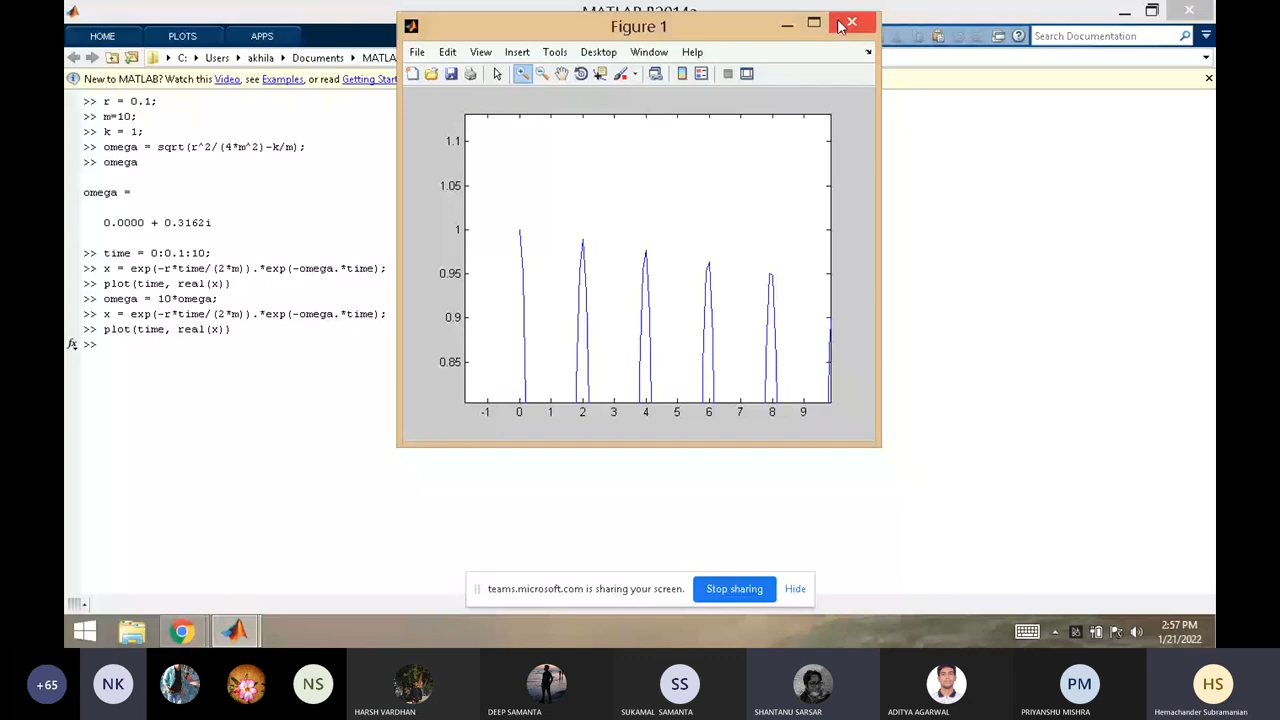 MATLAB R2014a
Figure 1
HOME PLOTS APPS
Search Documentation
File Edit View Insert Tools Desktop Window Help
C: Users akhila Documents MATL
New to MATLAB? Watch this Video, see Examples, or read Getting Star
>> r = 0.1;
>> m=10;
>> k = 1;
>> omega = sqrt(r^2/(4*m^2)-k/m);
>> omega
omega =
0.0000 + 0.3162i
>> time = 0:0.1:10;
>> x = exp(-r*time/(2*m)).*exp(-omega.*time);
>> plot(time, real(x))
>> omega = 10*omega;
>> x = exp(-r*time/(2*m)).*exp(-omega.*time);
>> plot(time, real(x))
fx >>
1.1
1.05
1
0.95
0.9
0.85
-1 0 1 2 3 4 5 6 7 8 9
teams.microsoft.com is sharing your screen. Stop sharing Hide
2:57 PM
1/21/2022
+65 NK NS SS PM HS
HARSH VARDHAN DEEP SAMANTA SUKAMAL SAMANTA SHANTANU SARSAR ADITYA AGARWAL PRIYANSHU MISHRA Hemachander Subramanian